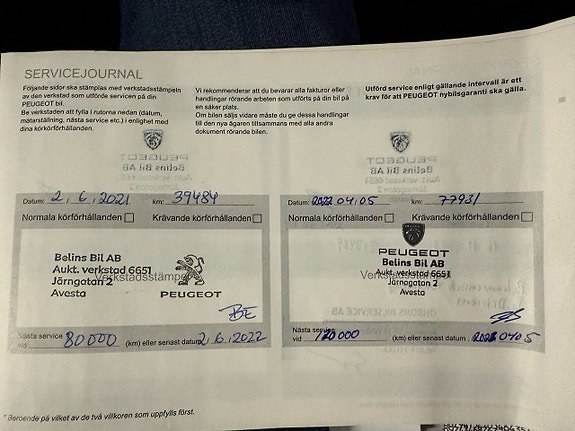 SERVICEJOURNAL
Följande sidor ska stämplas med verkstadsstämpeln
av den verkstad som utförde servicen på din
PEUGEOT bil.
Be verkstaden att fylla i rutorna nedan (datum,
mätarställning, nästa service etc.) i enlighet med
dina körkörförhållanden.
Vi rekommenderar att du bevarar alla fakturor eller
handlingar rörande arbeten som utförts på din bil på
en säker plats.
Om bilen säljs vidare måste du ge dessa handlingar
till den nya ägaren tillsammans med alla andra
dokument rörande bilen.
Utförd service enligt gällande intervall är ett
krav för att PEUGEOT nybilsgaranti ska gälla.
Datum: 2, 6, 2021 km: 39484
Normala körförhållanden Krävande körförhållanden
Verkstadsstämpel
Belins Bil AB
Aukt. verkstad 6651
Järngatan 2
Avesta
PEUGEOT
BE
Nästa service
vid 80000 (km) eller senast datum 2, 6, 2022
Datum: 2022 04.05 km: 77931
Normala körförhållanden Krävande körförhållanden
PEUGEOT
Belins Bil AB
Aukt. verkstad 6651
Järngatan 2
Avesta
Nästa service
vid 120000 (km) eller senast datum 2023 04 05
* Beroende på vilket av de två villkoren som uppfylls först.